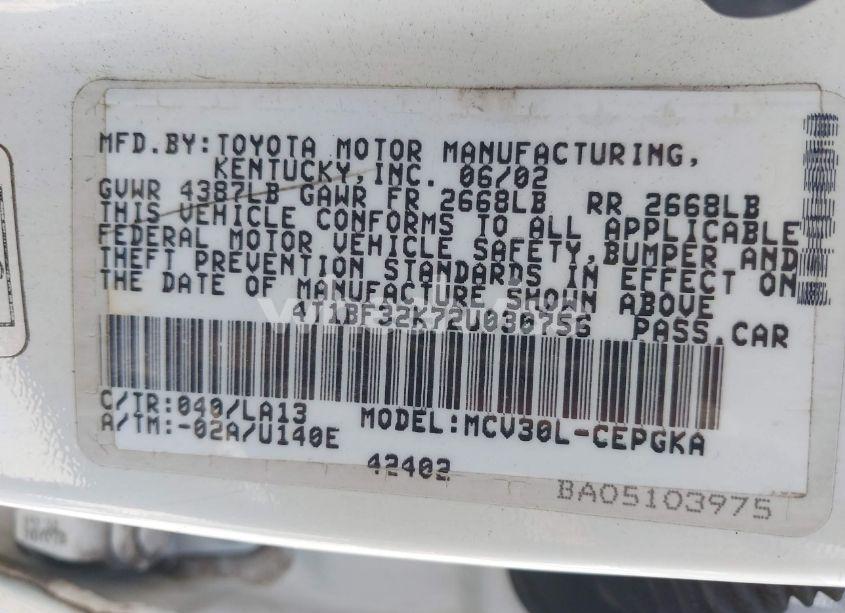 MFD.BY:TOYOTA MOTOR MANUFACTURING,
KENTUCKY,INC. 06/02
GVWR 4387LB GAWR FR 2668LB RR 2668LB
THIS VEHICLE CONFORMS TO ALL APPLICABLE
FEDERAL MOTOR VEHICLE SAFETY,BUMPER AND
THEFT PREVENTION STANDARDS IN EFFECT ON
THE DATE OF MANUFACTURE SHOWN ABOVE
4T1BF32K72U030756 PASS.CAR
C/TR:040/LA13 MODEL:MCV30L-CEPGKA
A/TM:-02A/U140E
42402
BA05103975